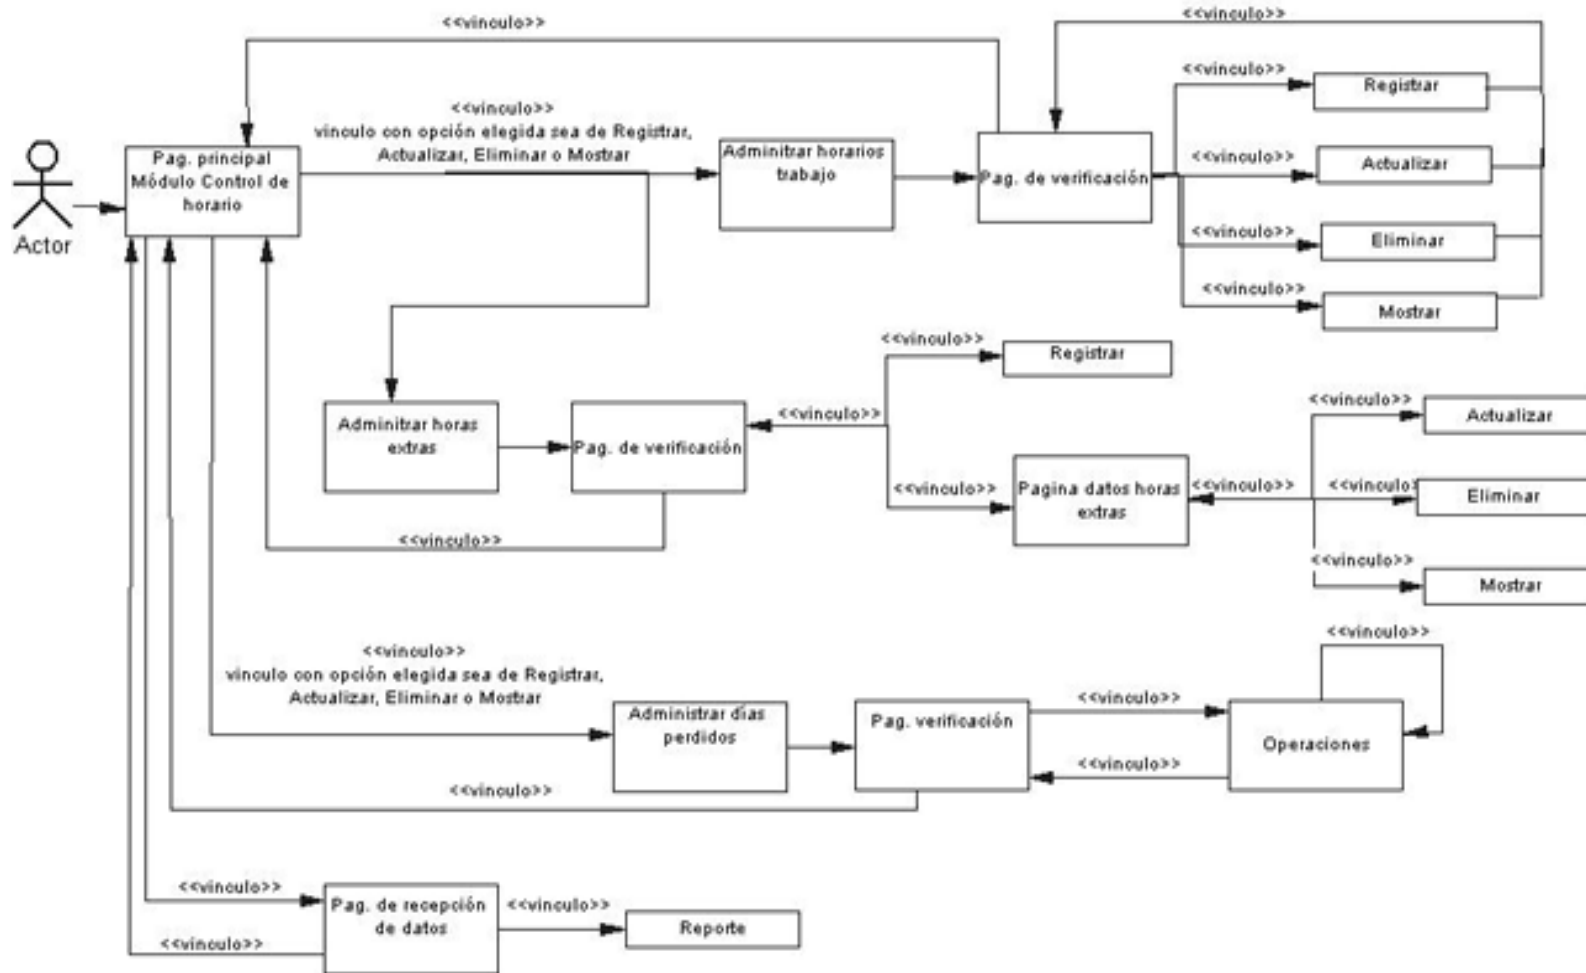 <<vinculo>>
<<vinculo>>
<<vinculo>>
Registrar
<<vinculo>>
vinculo con opción elegida sea de Registrar,
Actualizar, Eliminar o Mostrar
Pag. principal
Módulo Control de
horario
Adminitrar horarios
trabajo
Pag. de verificación
<<vinculo>>
Actualizar
Actor
<<vinculo>>
Eliminar
<<vinculo>>
Mostrar
<<vinculo>>
Registrar
Adminitrar horas
extras
Pag. de verificación
<<vinculo>>
<<vinculo>>
Actualizar
<<vinculo>>
Pagina datos horas
extras
<<vinculo>>
<<vinculo>
Eliminar
<<vinculo>>
<<vinculo>>
Mostrar
<<vinculo>>
<<vinculo>>
vinculo con opción elegida sea de Registrar,
Actualizar, Eliminar o Mostrar
Administrar días
perdidos
Pag. verificación
<<vinculo>>
Operaciones
<<vinculo>>
<<vinculo>>
<<vinculo>>
Pag. de recepción
de datos
<<vinculo>>
Reporte
<<vinculo>>